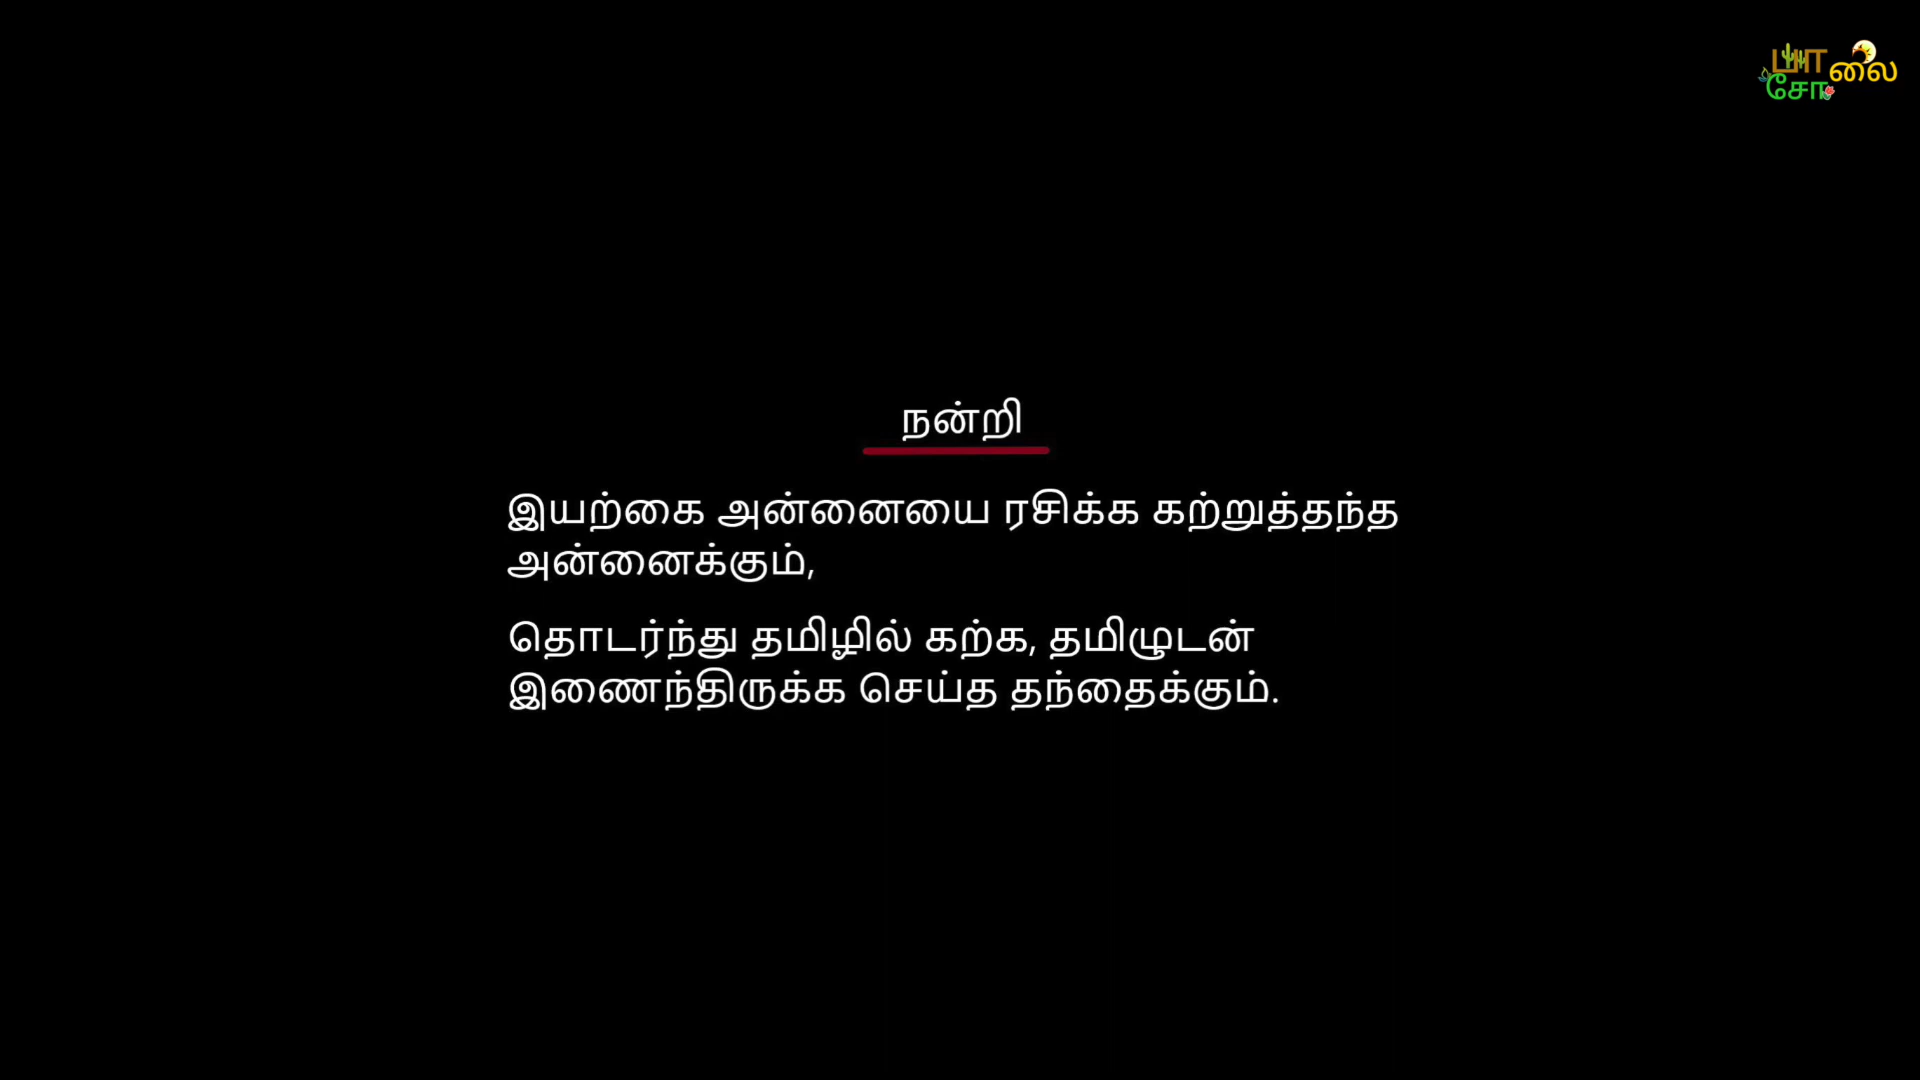 பாலை
சோலை
நன்றி
இயற்கை அன்னையை ரசிக்க கற்றுத்தந்த
அன்னைக்கும்,
தொடர்ந்து தமிழில் கற்க, தமிழுடன்
இணைந்திருக்க செய்த தந்தைக்கும்.